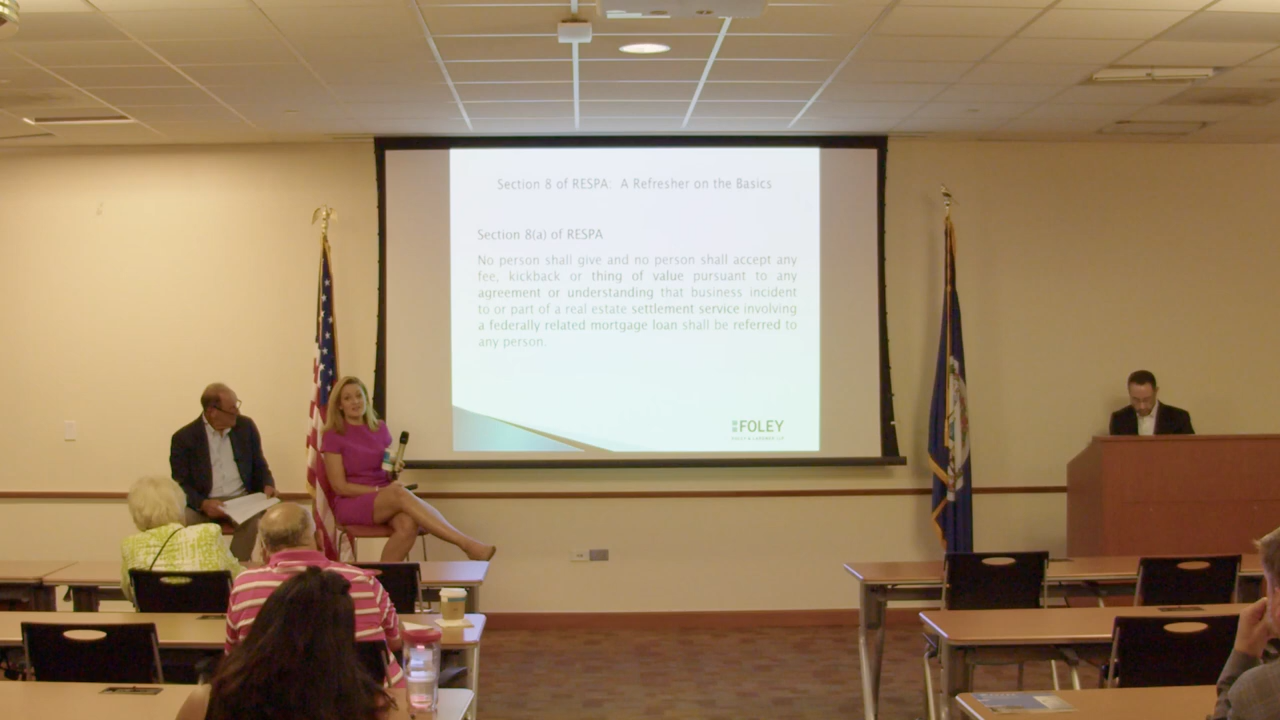 Section 8 of RESPA: A Refresher on the Basics
Section 8(a) of RESPA
No person shall give and no person shall accept any
fee, kickback or thing of value pursuant to any
agreement or understanding that business incident
to or part of a real estate settlement service involving
a federally related mortgage loan shall be referred to
any person.
FOLEY
FOLEY & LARDNER LLP